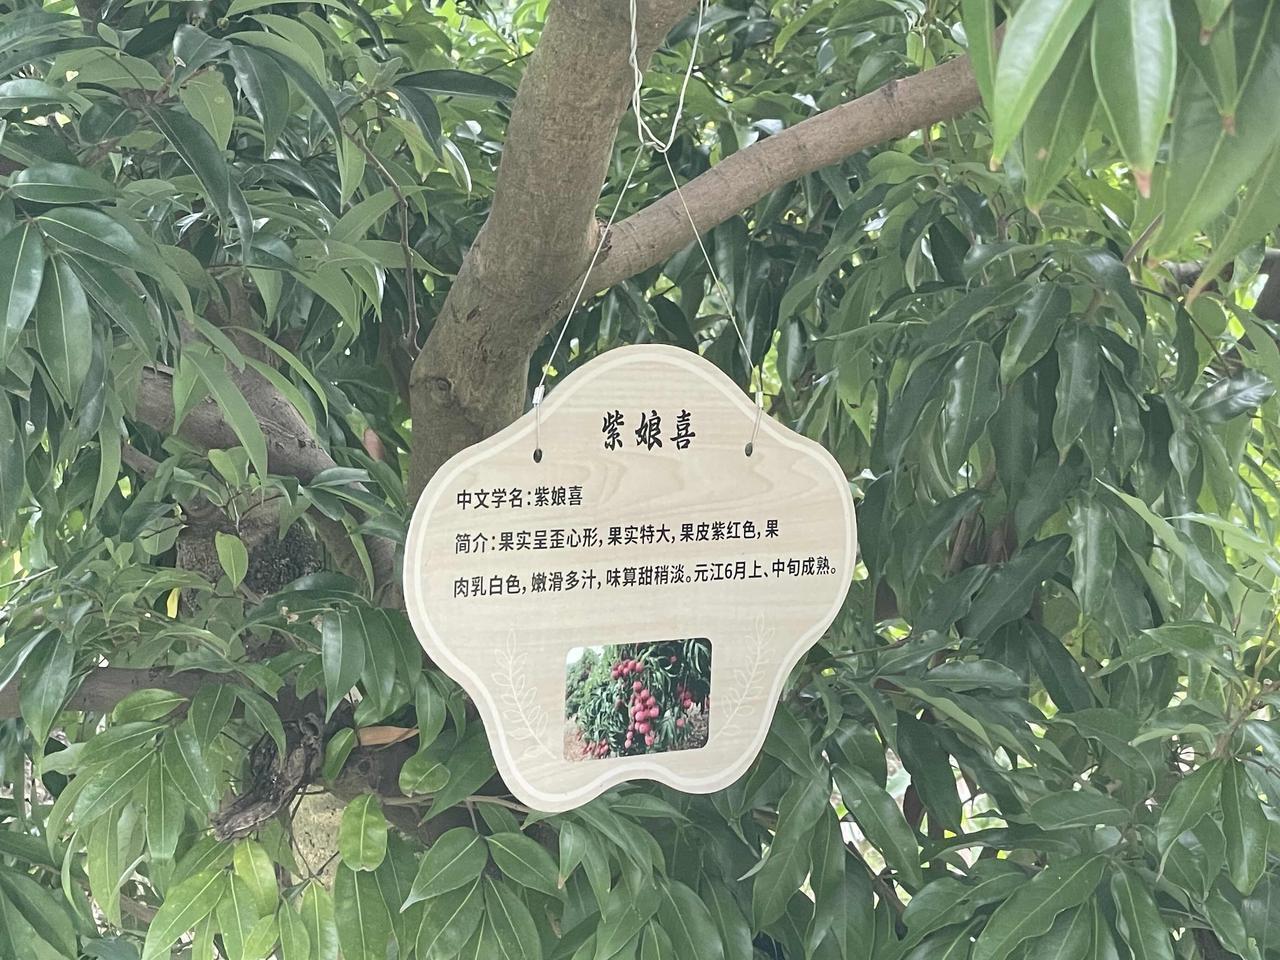 紫娘喜
中文学名：紫娘喜
简介：果实呈歪心形，果实特大，果皮紫红色，果
肉乳白色，嫩滑多汁，味算甜稍淡。元江6月上、中旬成熟。